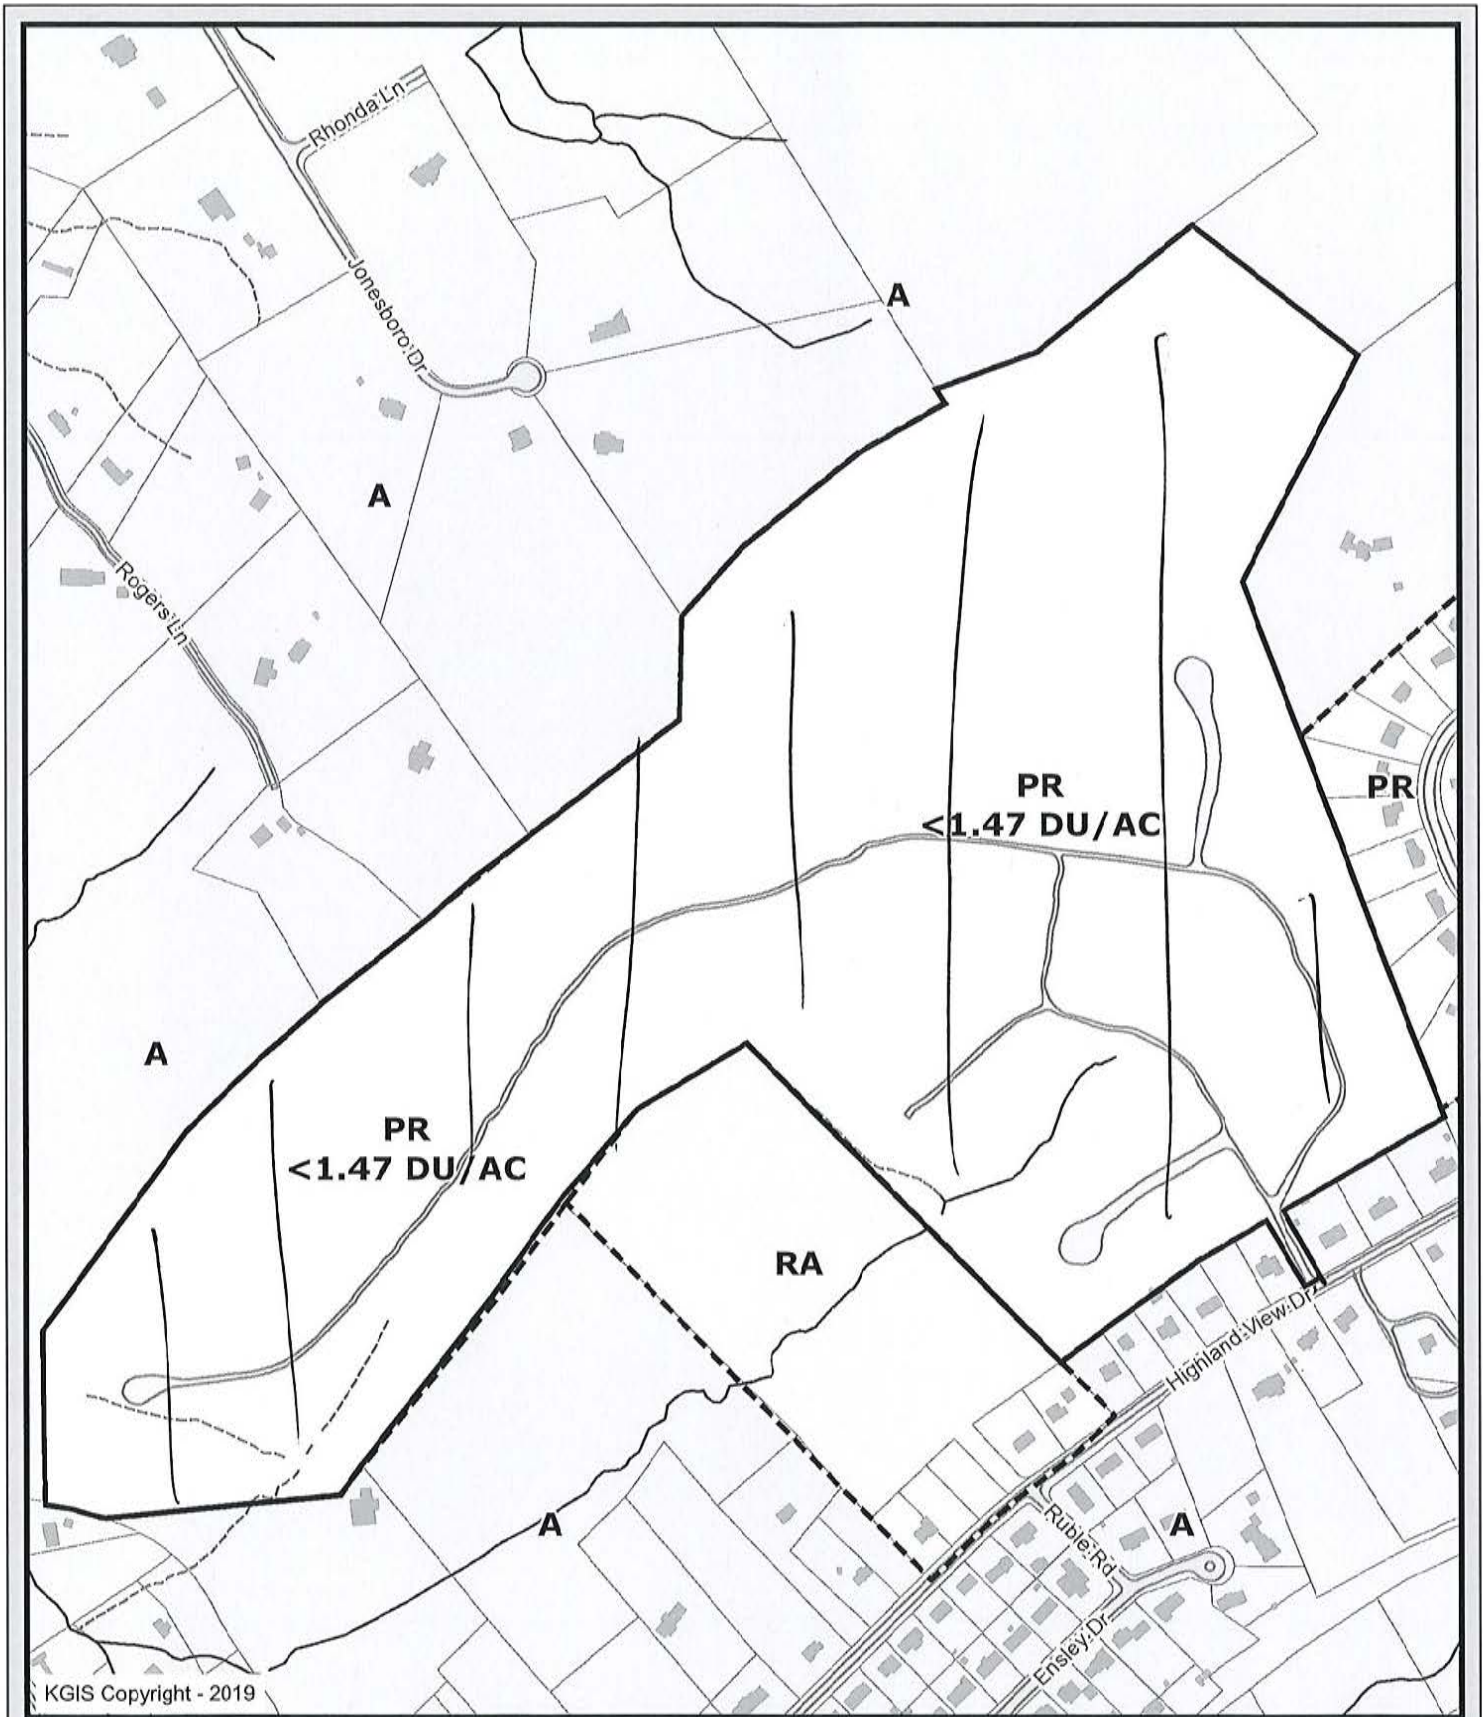 Rhonda Ln
Jonesboro Dr
A
A
Rogers Ln
PR
<1.47 DU/AC
PR
A
PR
<1.47 DU/AC
RA
Highland View Dr
A
Ruble Rd
A
Ensley Dr
KGIS Copyright - 2019